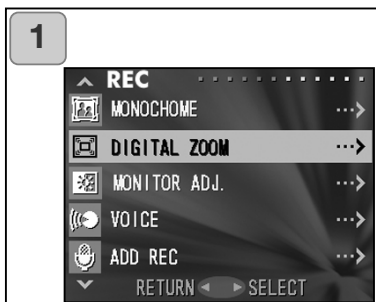 1
REC
MONOCHOME
DIGITAL ZOOM
MONITOR ADJ.
VOICE
ADD REC
RETURN SELECT